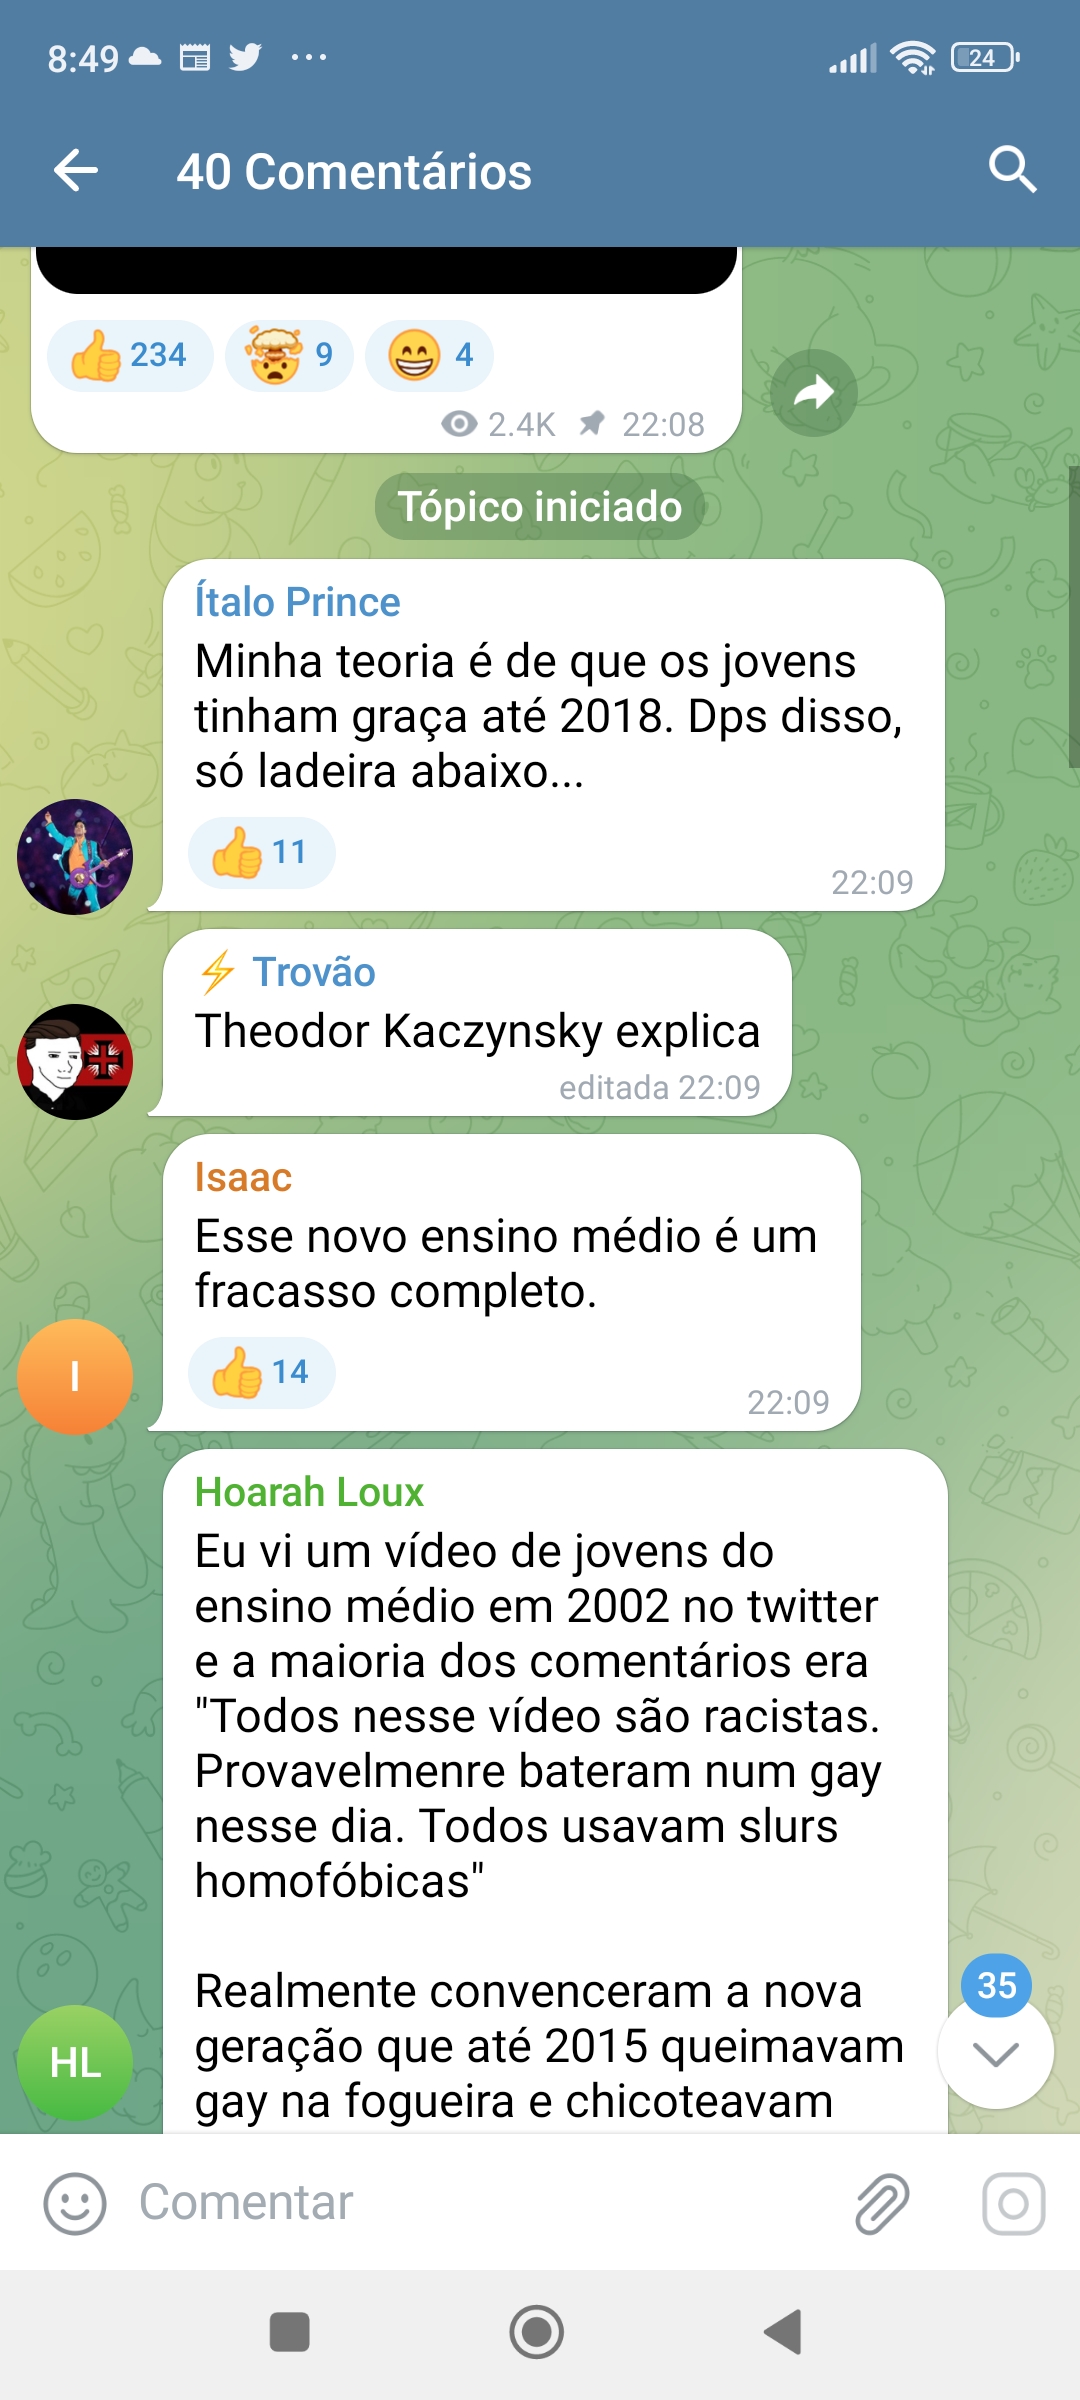 8:49
24
40 Comentários
👍 234 🤯 9 😁 4
2.4K 22:08
Tópico iniciado
Ítalo Prince
Minha teoria é de que os jovens
tinham graça até 2018. Dps disso,
só ladeira abaixo...
👍 11
22:09
⚡ Trovão
Theodor Kaczynsky explica
editada 22:09
Isaac
Esse novo ensino médio é um
fracasso completo.
👍 14
22:09
I
Hoarah Loux
Eu vi um vídeo de jovens do
ensino médio em 2002 no twitter
e a maioria dos comentários era
"Todos nesse vídeo são racistas.
Provavelmenre bateram num gay
nesse dia. Todos usavam slurs
homofóbicas"
Realmente convenceram a nova
geração que até 2015 queimavam
gay na fogueira e chicoteavam
HL
35
Comentar